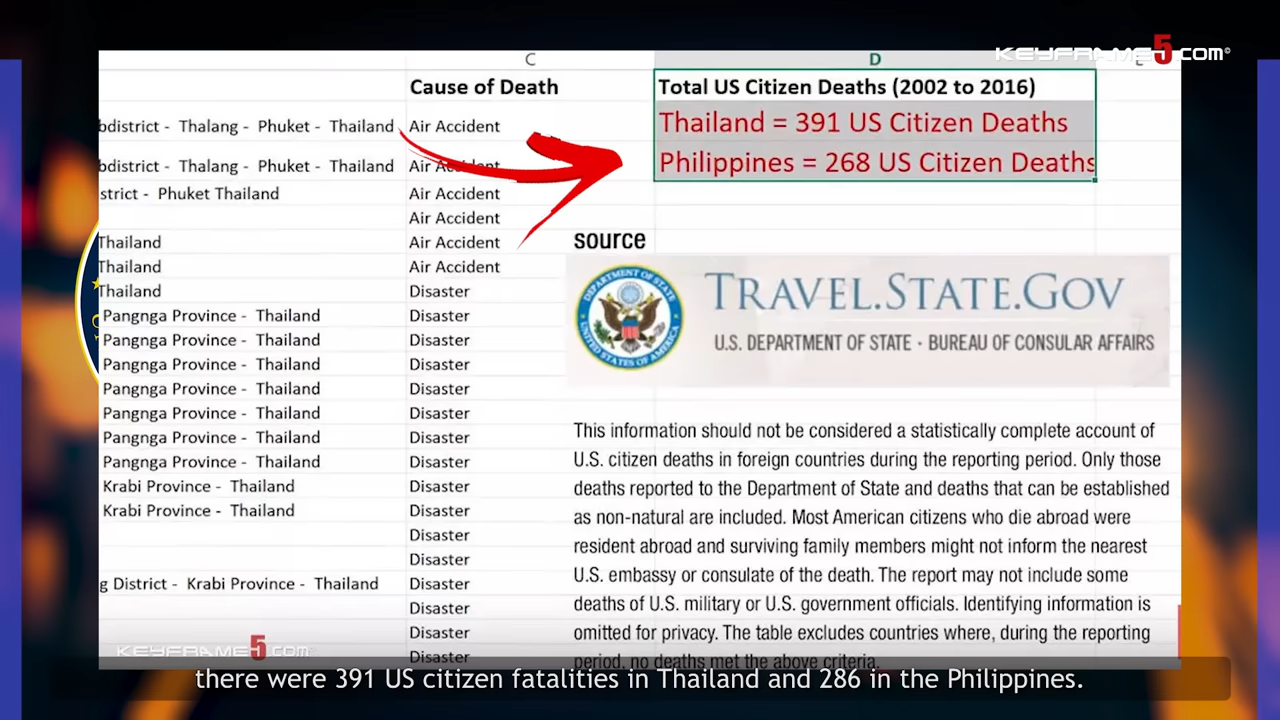 KEYFRAME5.COM©
C D E
Cause of Death Total US Citizen Deaths (2002 to 2016)
bdistrict - Thalang - Phuket - Thailand Air Accident Thailand = 391 US Citizen Deaths
bdistrict - Thalang - Phuket - Thailand Air Accident Philippines = 268 US Citizen Deaths
strict - Phuket Thailand Air Accident
Air Accident
Thailand Air Accident
source
Thailand Air Accident
Thailand Disaster
Pangnga Province - Thailand Disaster
Pangnga Province - Thailand Disaster
Pangnga Province - Thailand Disaster
Pangnga Province - Thailand Disaster
Pangnga Province - Thailand Disaster
Pangnga Province - Thailand Disaster
Pangnga Province - Thailand Disaster
Krabi Province - Thailand Disaster
Krabi Province - Thailand Disaster
Disaster
Disaster
g District - Krabi Province - Thailand Disaster
Disaster
Disaster
Disaster
DEPARTMENT OF STATE
UNITED STATES OF AMERICA
TRAVEL.STATE.GOV
U.S. DEPARTMENT OF STATE • BUREAU OF CONSULAR AFFAIRS
This information should not be considered a statistically complete account of
U.S. citizen deaths in foreign countries during the reporting period. Only those
deaths reported to the Department of State and deaths that can be established
as non-natural are included. Most American citizens who die abroad were
resident abroad and surviving family members might not inform the nearest
U.S. embassy or consulate of the death. The report may not include some
deaths of U.S. military or U.S. government officials. Identifying information is
omitted for privacy. The table excludes countries where, during the reporting
period, no deaths met the above criteria.
KEYFRAME5.COM
there were 391 US citizen fatalities in Thailand and 286 in the Philippines.